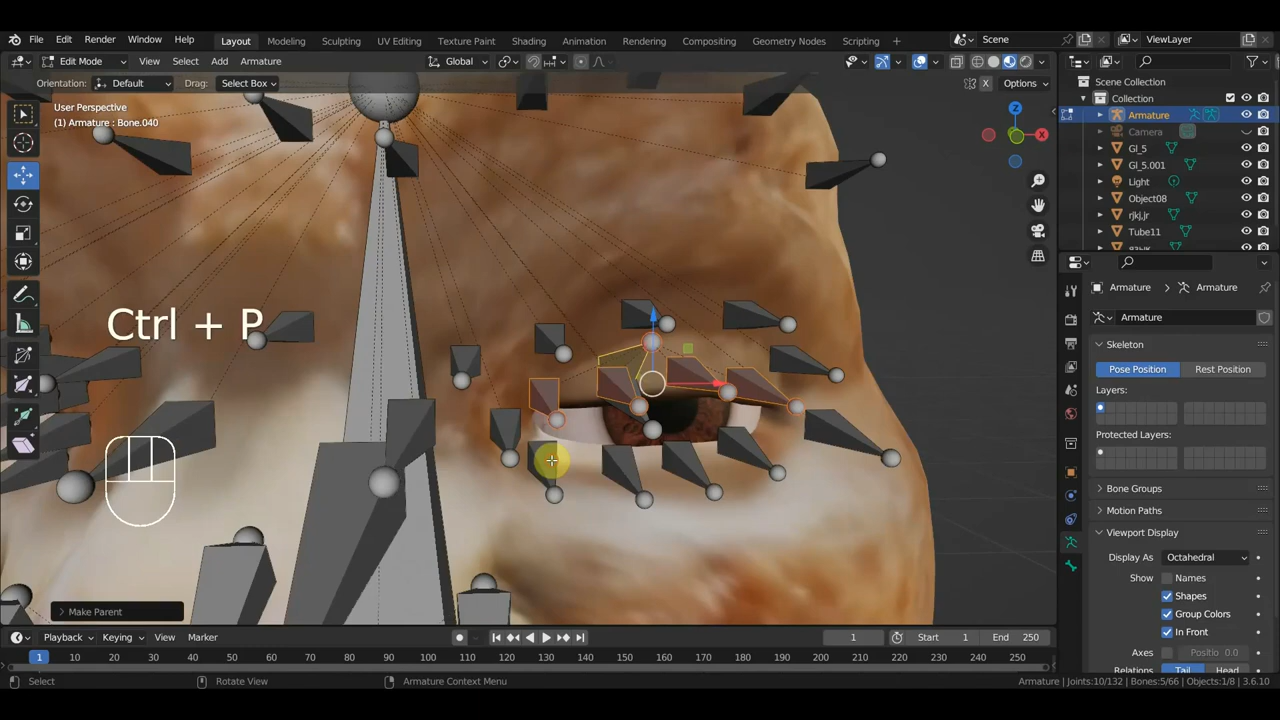 File Edit Render Window Help Layout Modeling Sculpting UV Editing Texture Paint Shading Animation Rendering Compositing Geometry Nodes Scripting + Scene ViewLayer
Edit Mode View Select Add Armature Global
Orientation: Default Drag: Select Box X Options
User Perspective
(1) Armature : Bone.040
Z
X
Scene Collection
Collection
Armature
Camera
Gl_5
Gl_5.001
Light
Object08
rjkj,jr
Tube11
язык
Ctrl + P
Armature Armature
Armature
Skeleton
Pose Position Rest Position
Layers:
Protected Layers:
Bone Groups
Motion Paths
Viewport Display
Display As Octahedral
Show Names
Shapes
Group Colors
In Front
Axes Positio 0.0
Relations Tail Head
Make Parent
Playback Keying View Marker 1 Start 1 End 250
1 10 20 30 40 50 60 70 80 90 100 110 120 130 140 150 160 170 180 190 200 210 220 230 240 250
Select Rotate View Armature Context Menu Armature | Joints:10/132 | Bones:5/66 | Objects:1/8 | 3.6.10